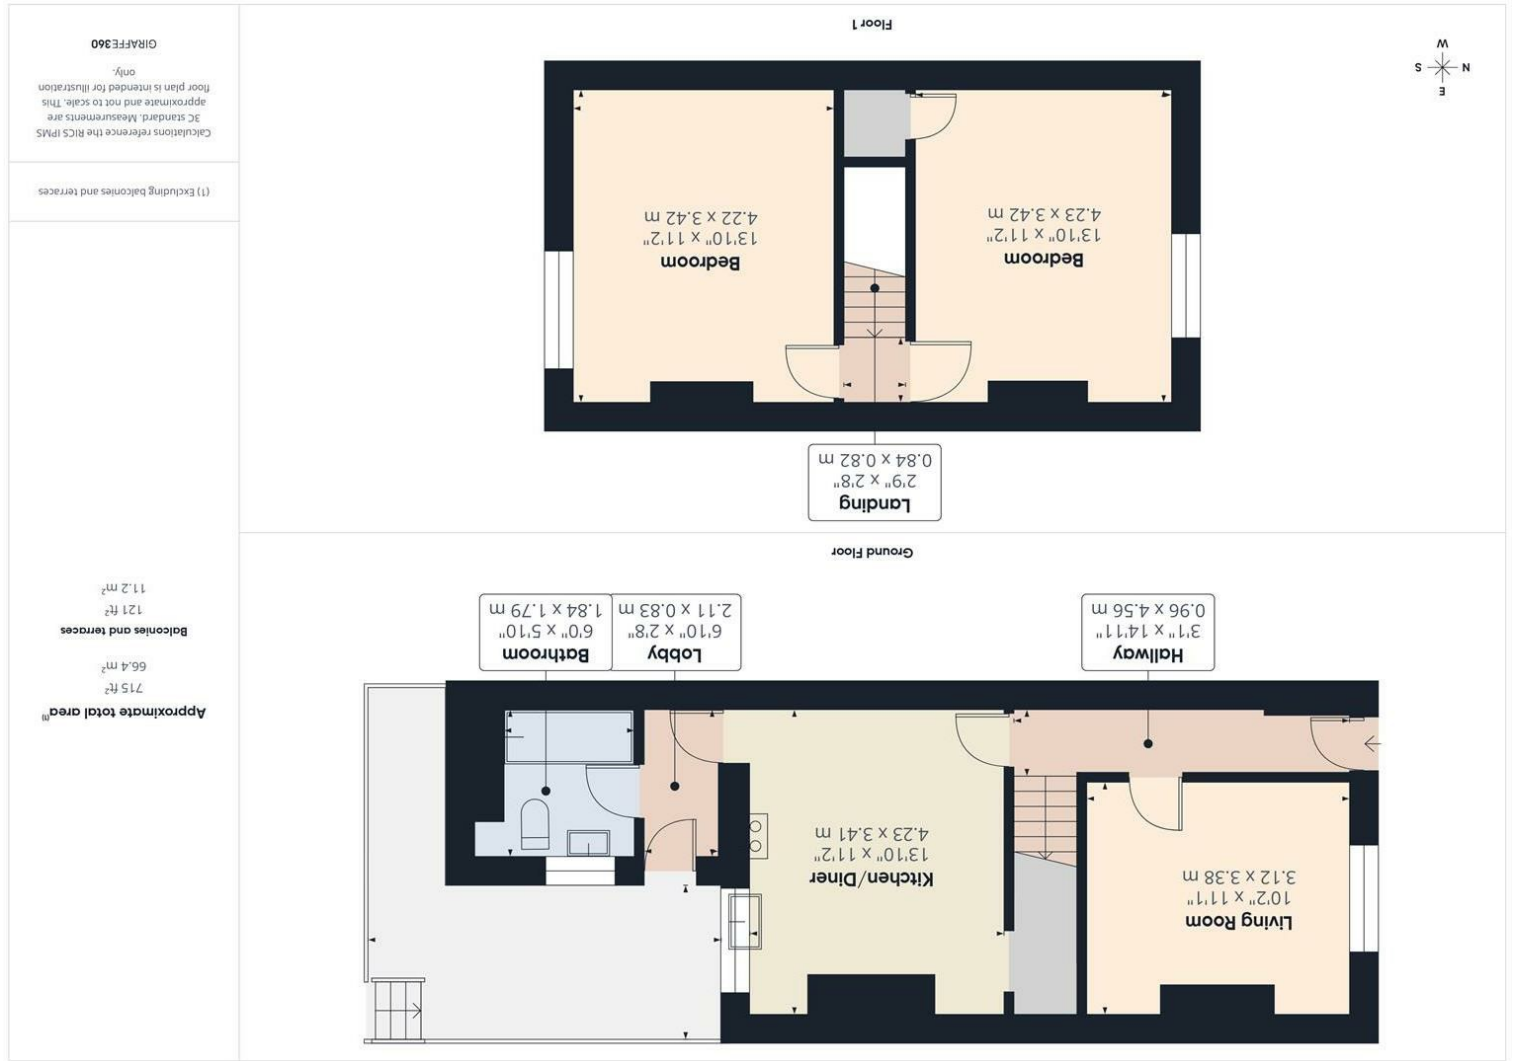 Ground Floor
Hallway
3'1" x 14'11"
0.96 x 4.56 m
Lobby
6'10" x 2'8"
2.11 x 0.83 m
Bathroom
6'0" x 5'10"
1.84 x 1.79 m
Living Room
10'2" x 11'1"
3.12 x 3.38 m
Kitchen/Diner
13'10" x 11'2"
4.23 x 3.41 m
Floor 1
Landing
2'9" x 2'8"
0.84 x 0.82 m
Bedroom
13'10" x 11'2"
4.23 x 3.42 m
Bedroom
13'10" x 11'2"
4.22 x 3.42 m
N
E
S
W
Approximate total area(1)
715 ft²
66.4 m²
Balconies and terraces
121 ft²
11.2 m²
(1) Excluding balconies and terraces
Calculations reference the RICS IPMS
3C standard. Measurements are
approximate and not to scale. This
floor plan is intended for illustration
only.
GIRAFFE360